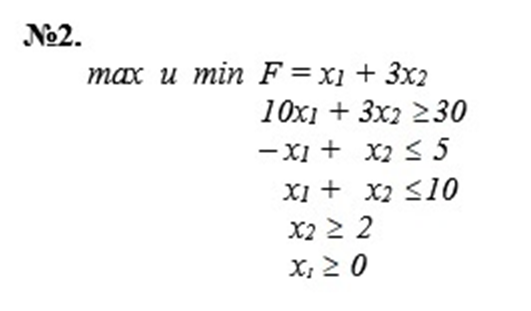 №2.
max и min F = x₁ + 3x₂
10x₁ + 3x₂ ≥30
−x₁ + x₂ ≤ 5
x₁ + x₂ ≤10
x₂ ≥ 2
x₁ ≥ 0